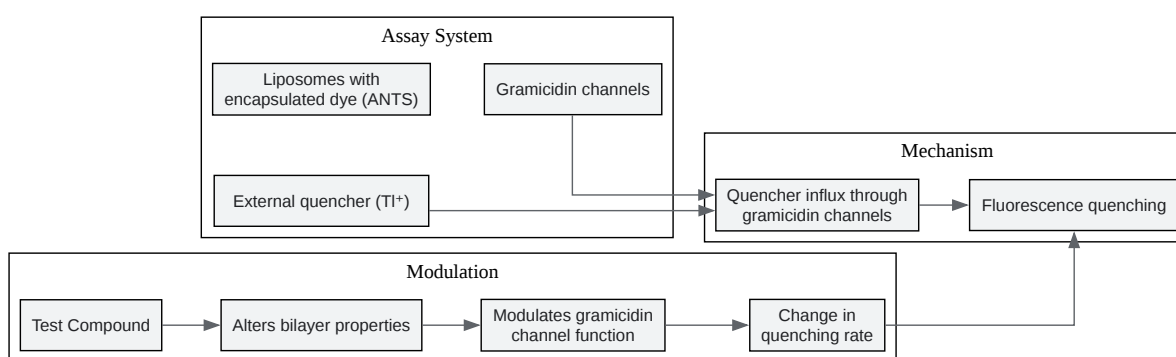 Assay System
Liposomes with
encapsulated dye (ANTS)
Gramicidin channels
External quencher (Tl⁺)
Mechanism
Quencher influx through
gramicidin channels
Fluorescence quenching
Modulation
Test Compound
Alters bilayer properties
Modulates gramicidin
channel function
Change in
quenching rate